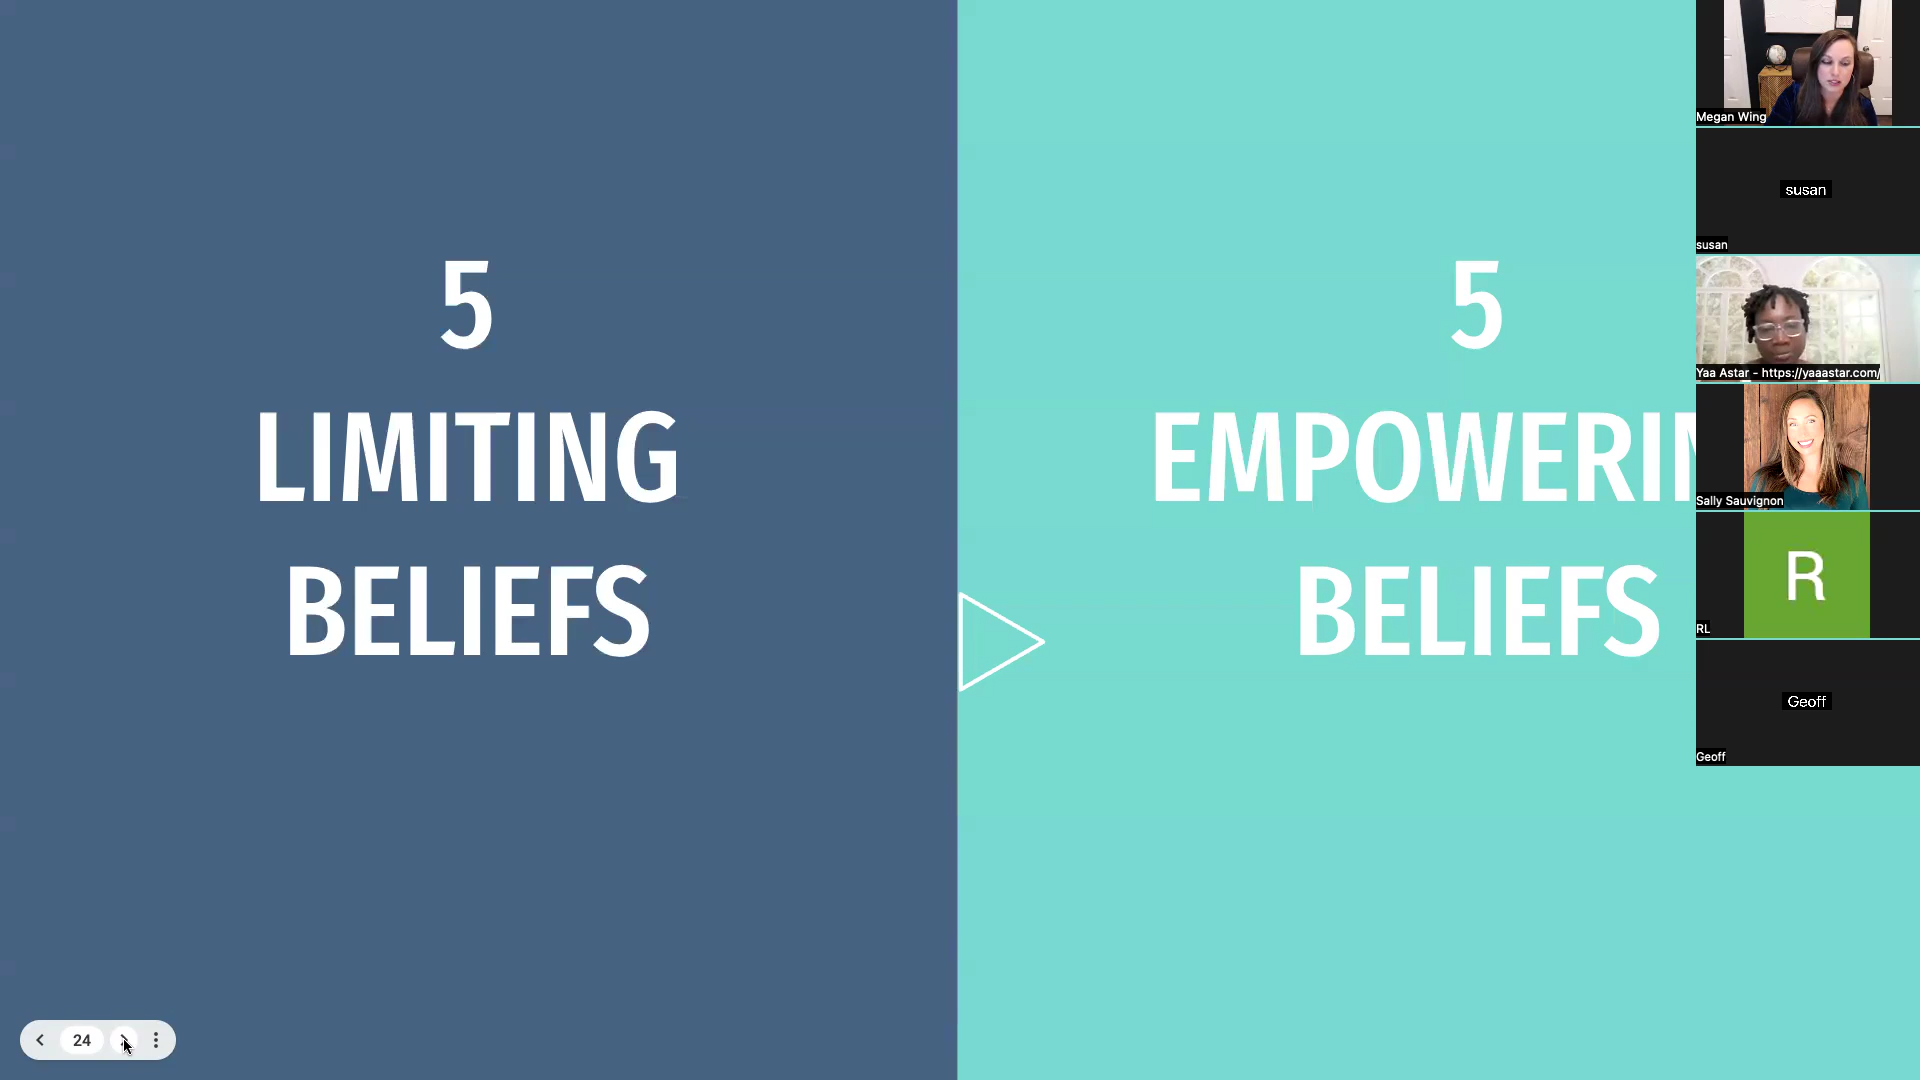 5
LIMITING
BELIEFS
5
EMPOWERIN
BELIEFS
Megan Wing
susan
susan
Yaa Astar - https://yaaastar.com/
Sally Sauvignon
R
RL
Geoff
Geoff
24